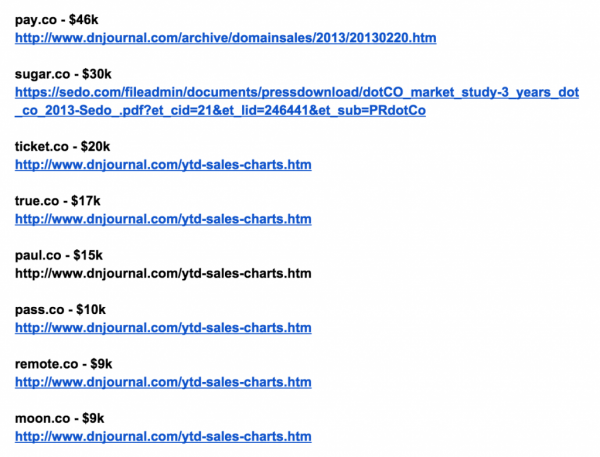 pay.co - $46k
http://www.dnjournal.com/archive/domainsales/2013/20130220.htm
sugar.co - $30k
https://sedo.com/fileadmin/documents/pressdownload/dotCO_market_study-3_years_dot
_co_2013-Sedo_.pdf?et_cid=21&et_lid=246441&et_sub=PRdotCo
ticket.co - $20k
http://www.dnjournal.com/ytd-sales-charts.htm
true.co - $17k
http://www.dnjournal.com/ytd-sales-charts.htm
paul.co - $15k
http://www.dnjournal.com/ytd-sales-charts.htm
pass.co - $10k
http://www.dnjournal.com/ytd-sales-charts.htm
remote.co - $9k
http://www.dnjournal.com/ytd-sales-charts.htm
moon.co - $9k
http://www.dnjournal.com/ytd-sales-charts.htm